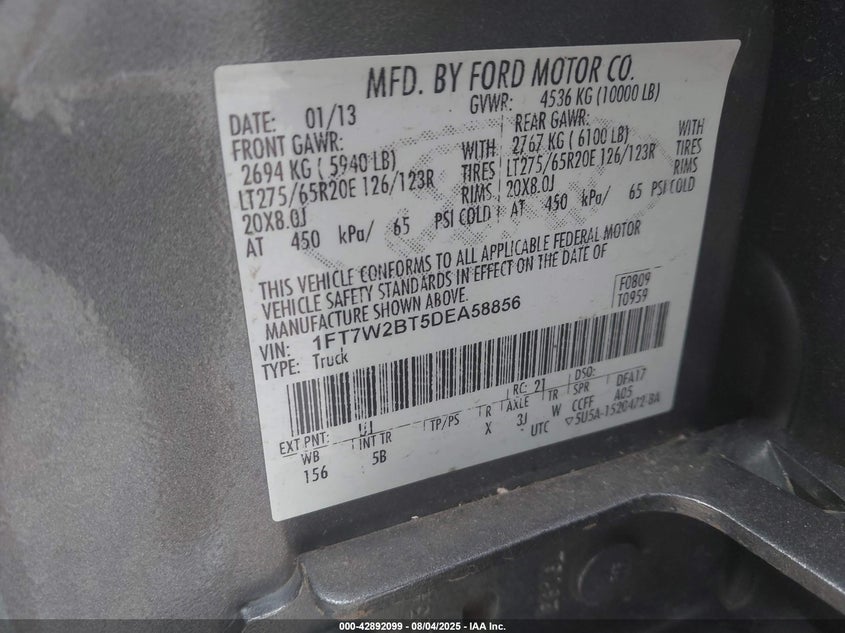 MFD. BY FORD MOTOR CO.
DATE: 01/13 GVWR: 4536 KG (10000 LB)
FRONT GAWR: REAR GAWR:
2694 KG ( 5940 LB) WITH 2767 KG ( 6100 LB) WITH
LT275/65R20E 126/123R TIRES LT275/65R20E 126/123R TIRES
20X8.0J RIMS 20X8.0J RIMS
AT 450 kPa/ 65 PSI COLD AT 450 kPa/ 65 PSI COLD
THIS VEHICLE CONFORMS TO ALL APPLICABLE FEDERAL MOTOR
VEHICLE SAFETY STANDARDS IN EFFECT ON THE DATE OF
MANUFACTURE SHOWN ABOVE.
F0809
T0959
VIN: 1FT7W2BT5DEA58856
TYPE: Truck
EXT PNT: UJ RC: 21 DSO:
WB INT TR TP/PS R AXLE TR SPR DFA17
156 5B X 3J W CCFF A05
UTC ▽5U5A-1520472-BA
000-42892099 - 08/04/2025 - IAA Inc.